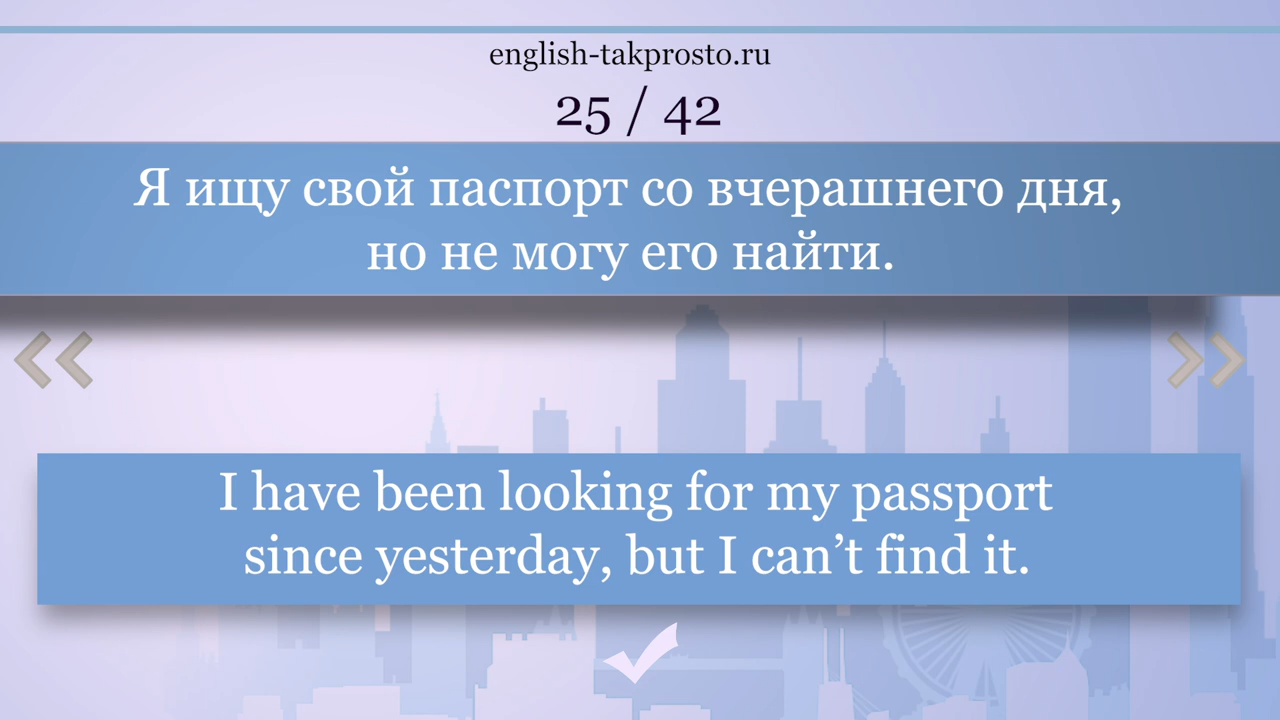 english-takprosto.ru
25 / 42
Я ищу свой паспорт со вчерашнего дня,
но не могу его найти.
I have been looking for my passport
since yesterday, but I can’t find it.